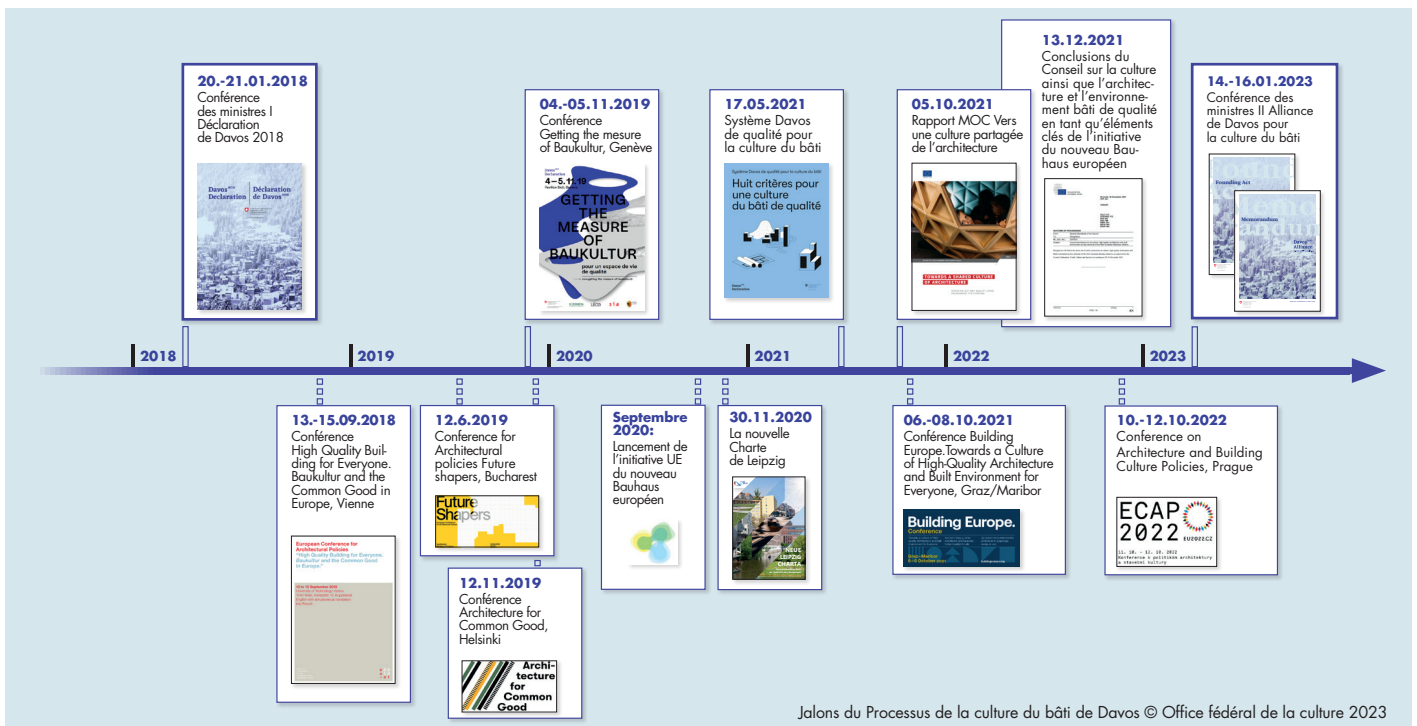 20.-21.01.2018
Conférence
des ministres I
Déclaration
de Davos 2018
Davos
Declaration
Déclaration
de Davos
04.-05.11.2019
Conférence
Getting the mesure
of Baukultur, Genève
4–5.11.19
GETTING
THE
MEASURE
OF
BAUKULTUR
pour un espace de vie
de qualité
17.05.2021
Système Davos
de qualité pour
la culture du bâti
Système Davos de qualité pour la culture du bâti
Huit critères pour
une culture
du bâti de qualité
05.10.2021
Rapport MOC Vers
une culture partagée
de l'architecture
TOWARDS A SHARED CULTURE
OF ARCHITECTURE
13.12.2021
Conclusions du
Conseil sur la culture
ainsi que l'architec-
ture et l'environne-
ment bâti de qualité
en tant qu'éléments
clés de l'initiative
du nouveau Bau-
haus européen
14.-16.01.2023
Conférence des
ministres II Alliance
de Davos pour
la culture du bâti
Founding Act
Memorandum
Davos
Alliance
2018
2019
2020
2021
2022
2023
13.-15.09.2018
Conférence
High Quality Buil-
ding for Everyone.
Baukultur and the
Common Good in
Europe, Vienne
European Conference for
Architectural Policies
"High Quality Building for Everyone.
Baukultur and the Common Good
in Europe."
12.6.2019
Conference for
Architectural
policies Future
shapers, Bucharest
Future
Shapers
12.11.2019
Conférence
Architecture for
Common Good,
Helsinki
Archi-
tecture
for
Common
Good
Septembre
2020:
Lancement de
l'initiative UE
du nouveau
Bauhaus
européen
30.11.2020
La nouvelle
Charte
de Leipzig
NEUE
LEIPZIG
CHARTA
06.-08.10.2021
Conférence Building
Europe.Towards a Culture
of High-Quality Architecture
and Built Environment for
Everyone, Graz/Maribor
Building Europe.
Conference
10.-12.10.2022
Conference on
Architecture and Building
Culture Policies, Prague
ECAP
2022
EU2022CZ
11. 10. – 12. 10. 2022
Konference k politikám architektury
a stavební kultury
Jalons du Processus de la culture du bâti de Davos © Office fédéral de la culture 2023